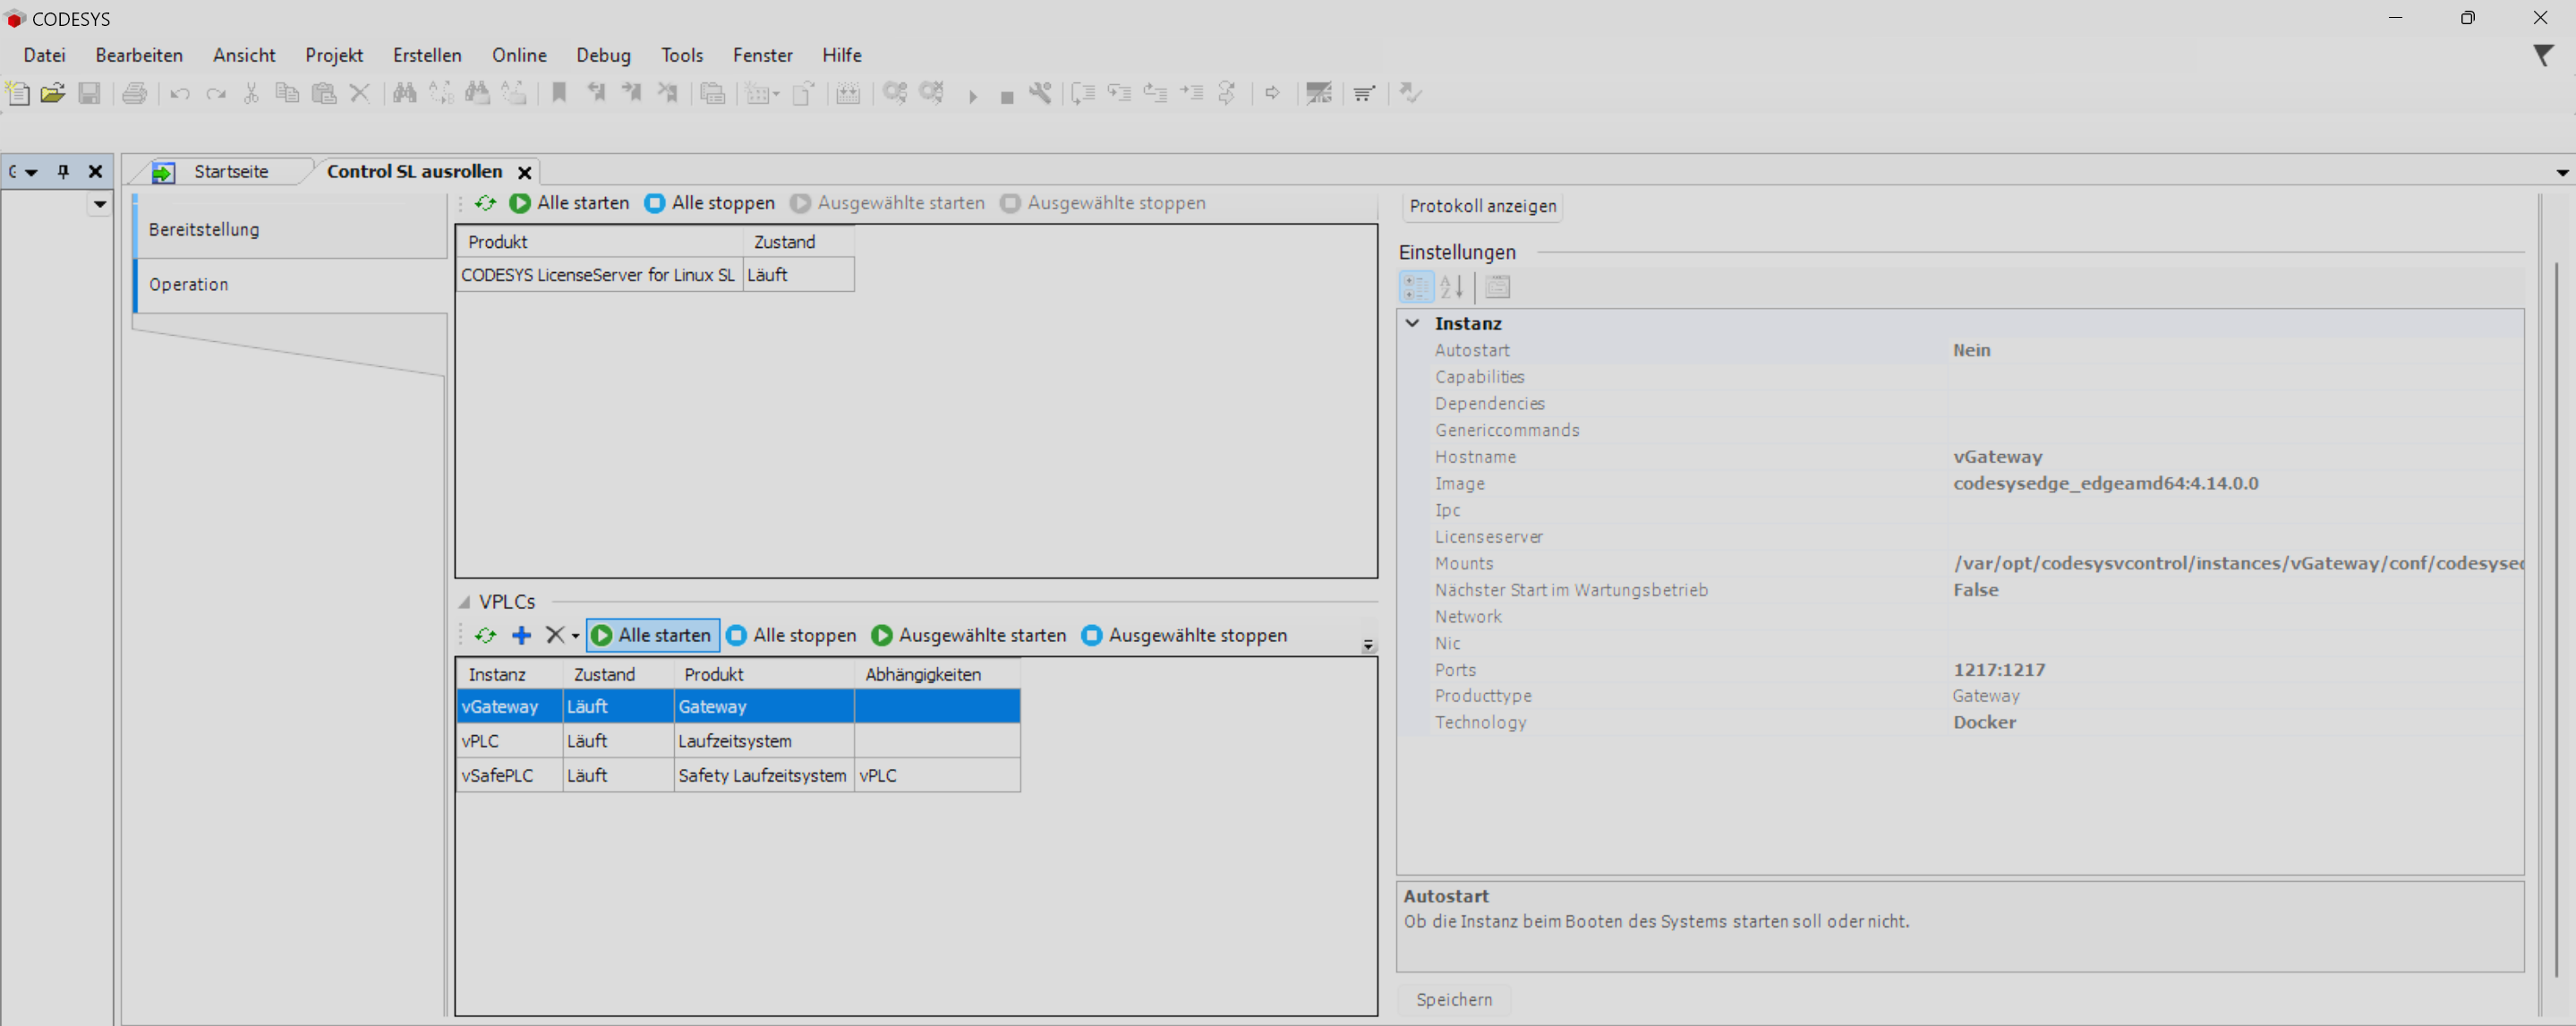 CODESYS
Datei Bearbeiten Ansicht Projekt Erstellen Online Debug Tools Fenster Hilfe
Startseite Control SL ausrollen
Bereitstellung
Operation
Alle starten Alle stoppen Ausgewählte starten Ausgewählte stoppen
Produkt Zustand
CODESYS LicenseServer for Linux SL Läuft
VPLCs
Alle starten Alle stoppen Ausgewählte starten Ausgewählte stoppen
Instanz Zustand Produkt Abhängigkeiten
vGateway Läuft Gateway
vPLC Läuft Laufzeitsystem
vSafePLC Läuft Safety Laufzeitsystem vPLC
Protokoll anzeigen
Einstellungen
Instanz
Autostart Nein
Capabilities
Dependencies
Genericcommands
Hostname vGateway
Image codesysedge_edgeamd64:4.14.0.0
Ipc
Licenseserver
Mounts /var/opt/codesysvcontrol/instances/vGateway/conf/codesysed
Nächster Start im Wartungsbetrieb False
Network
Nic
Ports 1217:1217
Producttype Gateway
Technology Docker
Autostart
Ob die Instanz beim Booten des Systems starten soll oder nicht.
Speichern